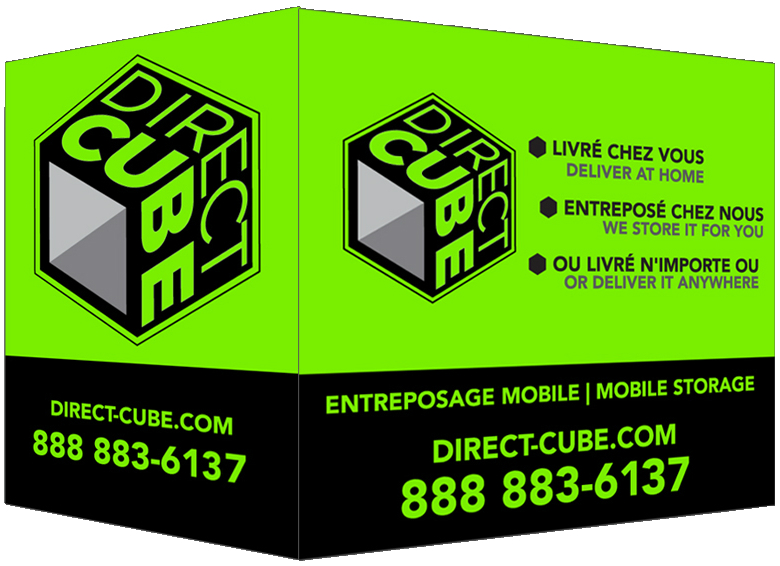 DIRECT
CUBE
DIRECT-CUBE.COM
888 883-6137
DIRECT
CUBE
LIVRÉ CHEZ VOUS
DELIVER AT HOME
ENTREPOSÉ CHEZ NOUS
WE STORE IT FOR YOU
OU LIVRÉ N'IMPORTE OU
OR DELIVER IT ANYWHERE
ENTREPOSAGE MOBILE | MOBILE STORAGE
DIRECT-CUBE.COM
888 883-6137